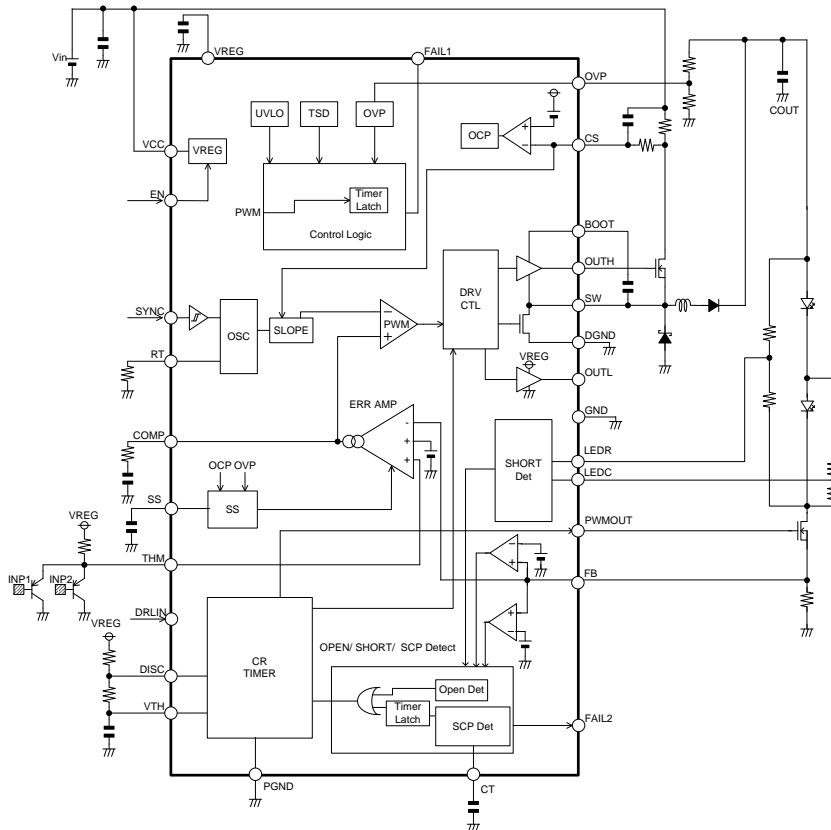 Vin
VREG
FAIL1
OVP
COUT
UVLO
TSD
OVP
OCP
+
−
CS
VCC
VREG
EN
PWM
Timer
Latch
Control Logic
BOOT
OUTH
DRV
CTL
SW
SYNC
OSC
SLOPE
−
+
PWM
DGND
RT
VREG
OUTL
GND
ERR AMP
COMP
-
+
+
SHORT
Det
LEDR
LEDC
OCP OVP
SS
SS
VREG
PWMOUT
THM
−
+
FB
INP1
INP2
DRLIN
+
−
VREG
OPEN/ SHORT/ SCP Detect
DISC
CR
TIMER
Open Det
Timer
Latch
SCP Det
VTH
FAIL2
PGND
CT